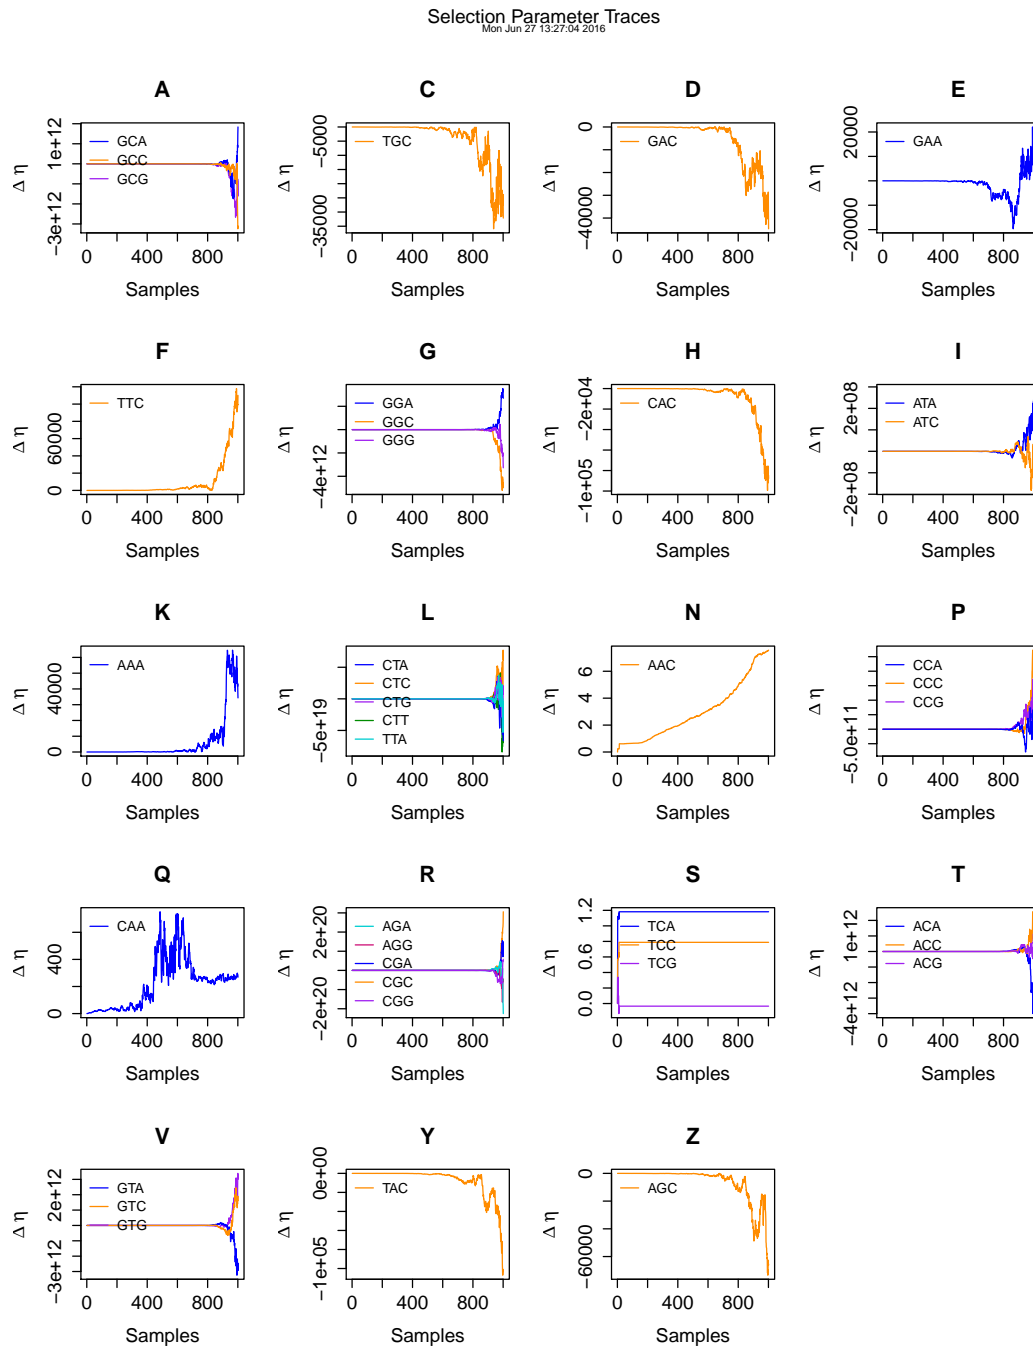 Selection Parameter Traces
Mon Jun 27 13:27:04 2016
A
C
D
E
Δ η
−3e+12
1e+12
GCA
GCC
GCG
0
400
800
Samples
Δ η
−35000
−5000
TGC
0
400
800
Samples
Δ η
−40000
0
GAC
0
400
800
Samples
Δ η
−20000
20000
GAA
0
400
800
Samples
F
G
H
I
Δ η
0
60000
TTC
0
400
800
Samples
Δ η
−4e+12
GGA
GGC
GGG
0
400
800
Samples
Δ η
−1e+05
−2e+04
CAC
0
400
800
Samples
Δ η
−2e+08
2e+08
ATA
ATC
0
400
800
Samples
K
L
N
P
Δ η
0
40000
AAA
0
400
800
Samples
Δ η
−5e+19
CTA
CTC
CTG
CTT
TTA
0
400
800
Samples
Δ η
0
2
4
6
AAC
0
400
800
Samples
Δ η
−5.0e+11
CCA
CCC
CCG
0
400
800
Samples
Q
R
S
T
Δ η
0
400
CAA
0
400
800
Samples
Δ η
−2e+20
2e+20
AGA
AGG
CGA
CGC
CGG
0
400
800
Samples
Δ η
0.0
0.6
1.2
TCA
TCC
TCG
0
400
800
Samples
Δ η
−4e+12
1e+12
ACA
ACC
ACG
0
400
800
Samples
V
Y
Z
Δ η
−3e+12
2e+12
GTA
GTC
GTG
0
400
800
Samples
Δ η
−1e+05
0e+00
TAC
0
400
800
Samples
Δ η
−60000
0
AGC
0
400
800
Samples